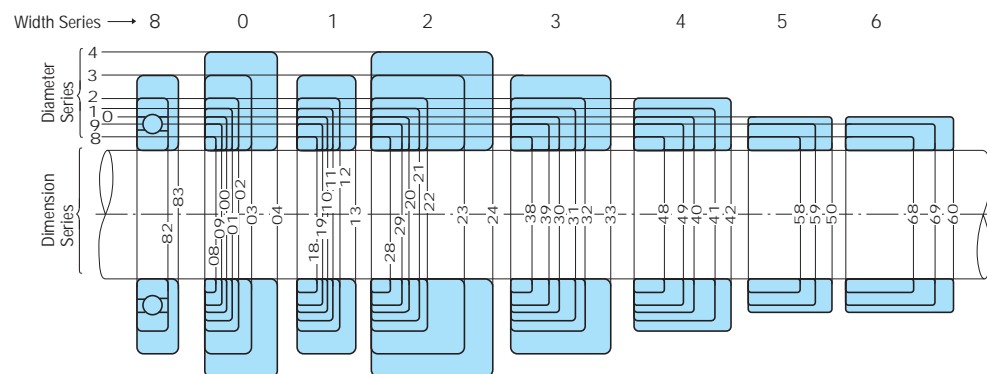 Width Series → 8 0 1 2 3 4 5 6
Diameter Series
4
3
2
1
0
9
8
Dimension Series
82 83
08 09 00 01 02 03 04
18 19 10 11 12 13
28 29 20 21 22 23 24
38 39 30 31 32 33
48 49 40 41 42
58 59 50
68 69 60